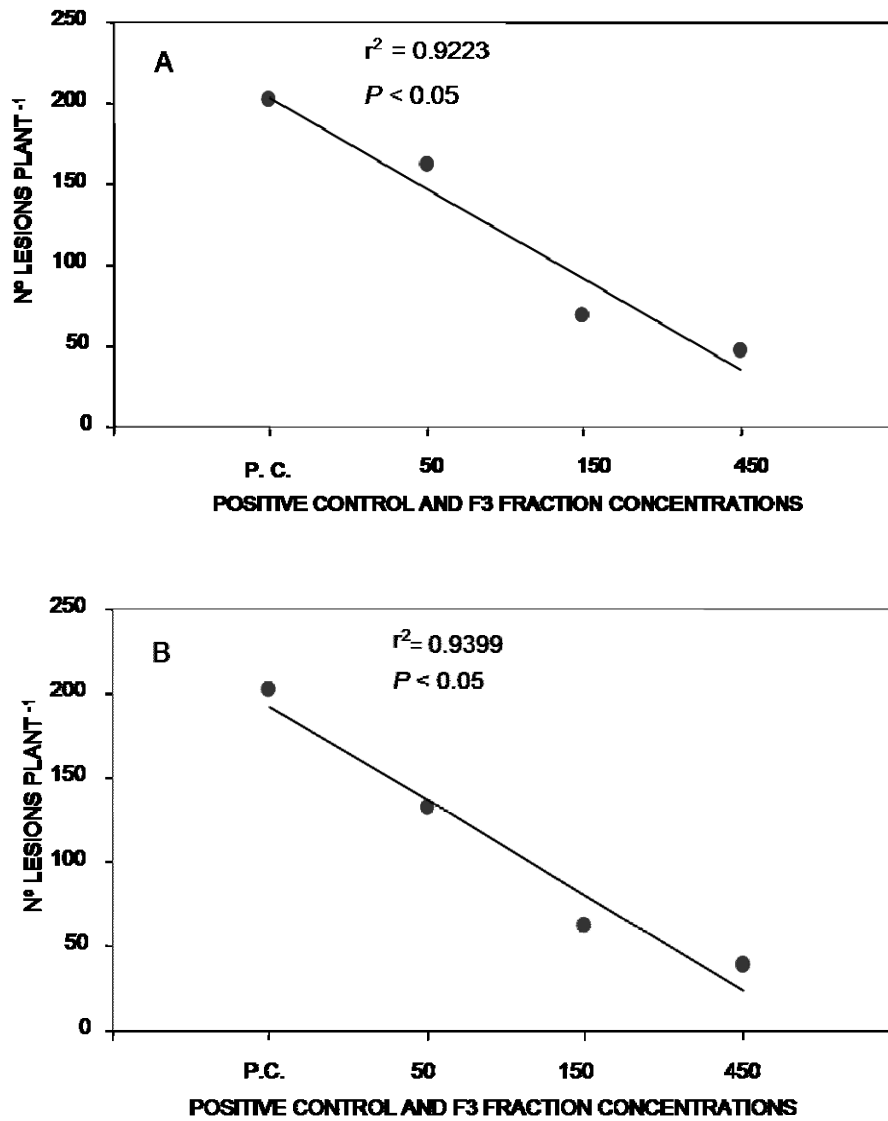 A
r² = 0.9223
P < 0.05
250
200
150
100
50
0
Nº LESIONS PLANT ⁻¹
P. C. 50 150 450
POSITIVE CONTROL AND F3 FRACTION CONCENTRATIONS
B
r²= 0.9399
P < 0.05
250
200
150
100
50
0
Nº LESIONS PLANT ⁻¹
P.C. 50 150 450
POSITIVE CONTROL AND F3 FRACTION CONCENTRATIONS